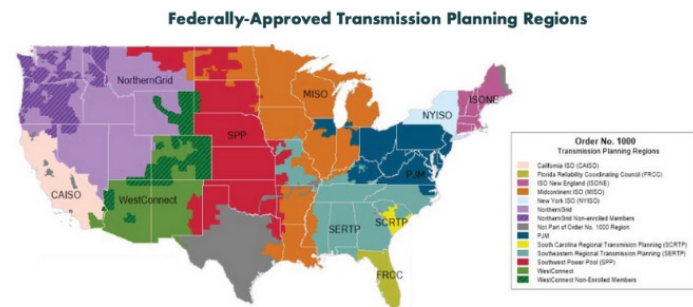 Federally-Approved Transmission Planning Regions
NorthernGrid
MISO
ISONE
NYISO
SPP
PJM
CAISO
WestConnect
SCRTP
SERTP
FRCC
Order No. 1000
Transmission Planning Regions
California ISO (CAISO)
Florida Reliability Coordinating Council (FRCC)
ISO New England (ISONE)
Midcontinent ISO (MISO)
New York ISO (NYISO)
NorthernGrid
NorthernGrid Non-enrolled Members
Not Part of Order No. 1000 Region
PJM
South Carolina Regional Transmission Planning (SCRTP)
Southeastern Regional Transmission Planning (SERTP)
Southwest Power Pool (SPP)
WestConnect
WestConnect Non-Enrolled Members